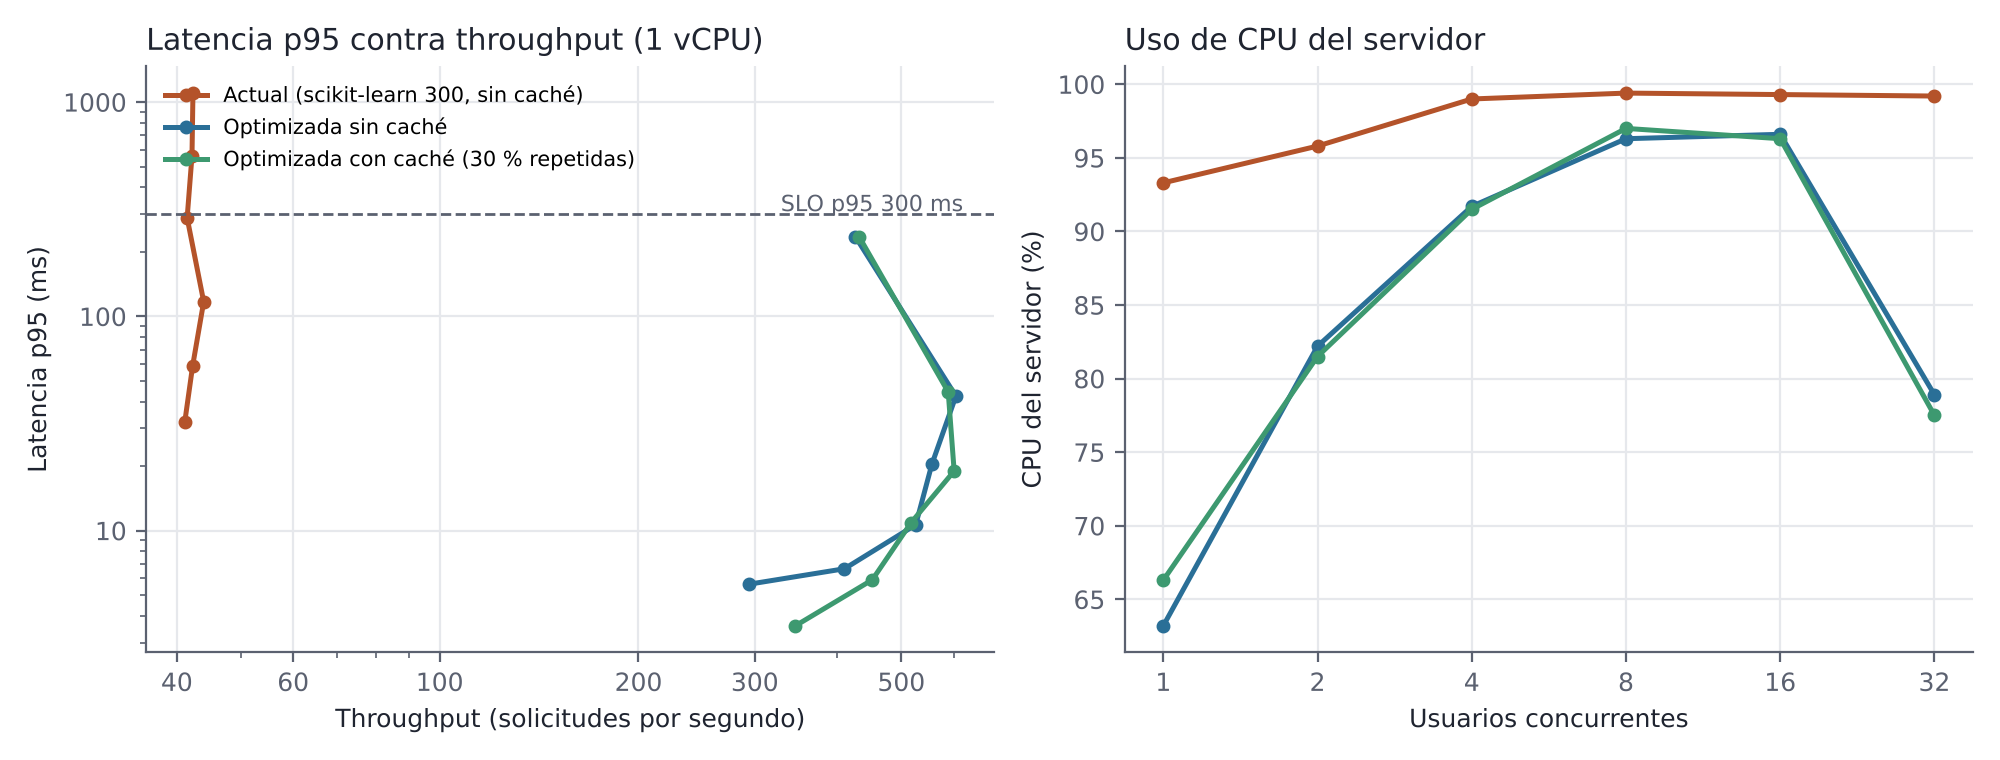 Latencia p95 contra throughput (1 vCPU)
Latencia p95 (ms)
1000
100
10
Actual (scikit-learn 300, sin caché)
Optimizada sin caché
Optimizada con caché (30 % repetidas)
SLO p95 300 ms
40 60 100 200 300 500
Throughput (solicitudes por segundo)
Uso de CPU del servidor
CPU del servidor (%)
100
95
90
85
80
75
70
65
1 2 4 8 16 32
Usuarios concurrentes